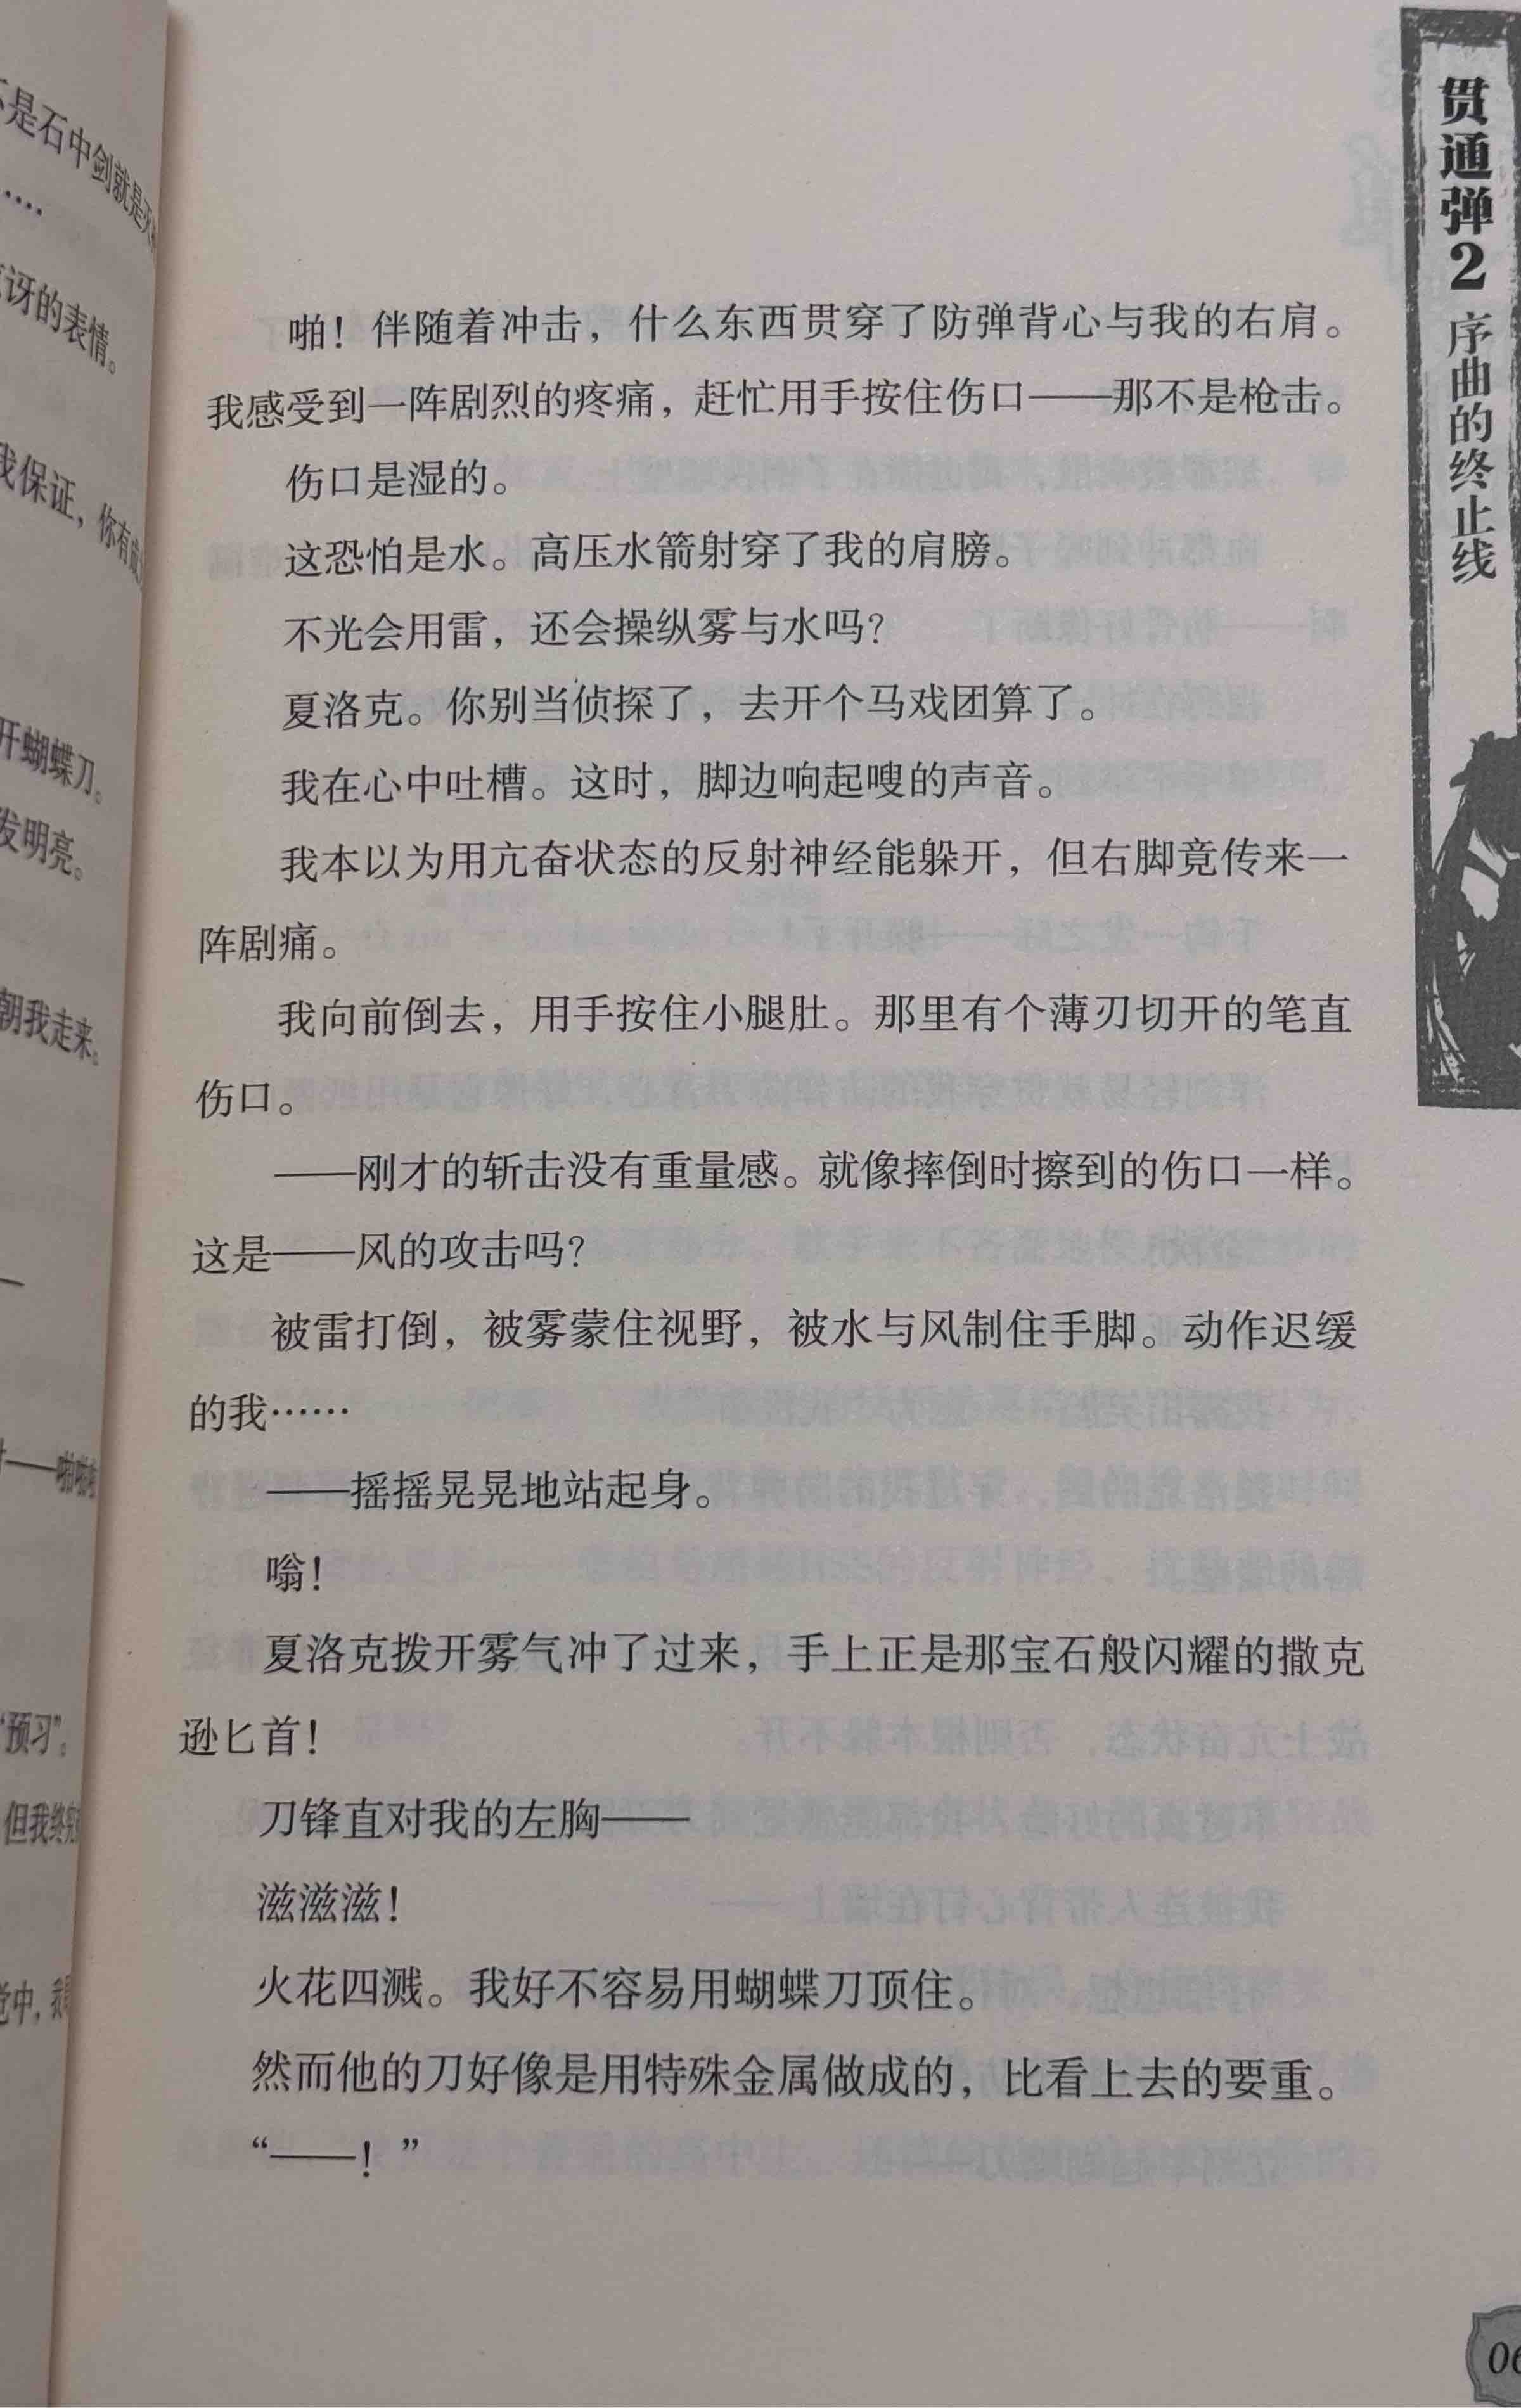 是石中剑就是
……
讶的表情。
我保证，你有
开蝴蝶刀。
发明亮。
朝我走来。
——啪啪
“预习”。
但我终
中，我
啪！伴随着冲击，什么东西贯穿了防弹背心与我的右肩。
我感受到一阵剧烈的疼痛，赶忙用手按住伤口——那不是枪击。
伤口是湿的。
这恐怕是水。高压水箭射穿了我的肩膀。
不光会用雷，还会操纵雾与水吗？
夏洛克。你别当侦探了，去开个马戏团算了。
我在心中吐槽。这时，脚边响起嗖的声音。
我本以为用亢奋状态的反射神经能躲开，但右脚竟传来一
阵剧痛。
我向前倒去，用手按住小腿肚。那里有个薄刃切开的笔直
伤口。
——刚才的斩击没有重量感。就像摔倒时擦到的伤口一样。
这是——风的攻击吗？
被雷打倒，被雾蒙住视野，被水与风制住手脚。动作迟缓
的我……
——摇摇晃晃地站起身。
嗡！
夏洛克拨开雾气冲了过来，手上正是那宝石般闪耀的撒克
逊匕首！
刀锋直对我的左胸——
滋滋滋！
火花四溅。我好不容易用蝴蝶刀顶住。
然而他的刀好像是用特殊金属做成的，比看上去的要重。
“——！”
贯通弹2 序曲的终止线
06